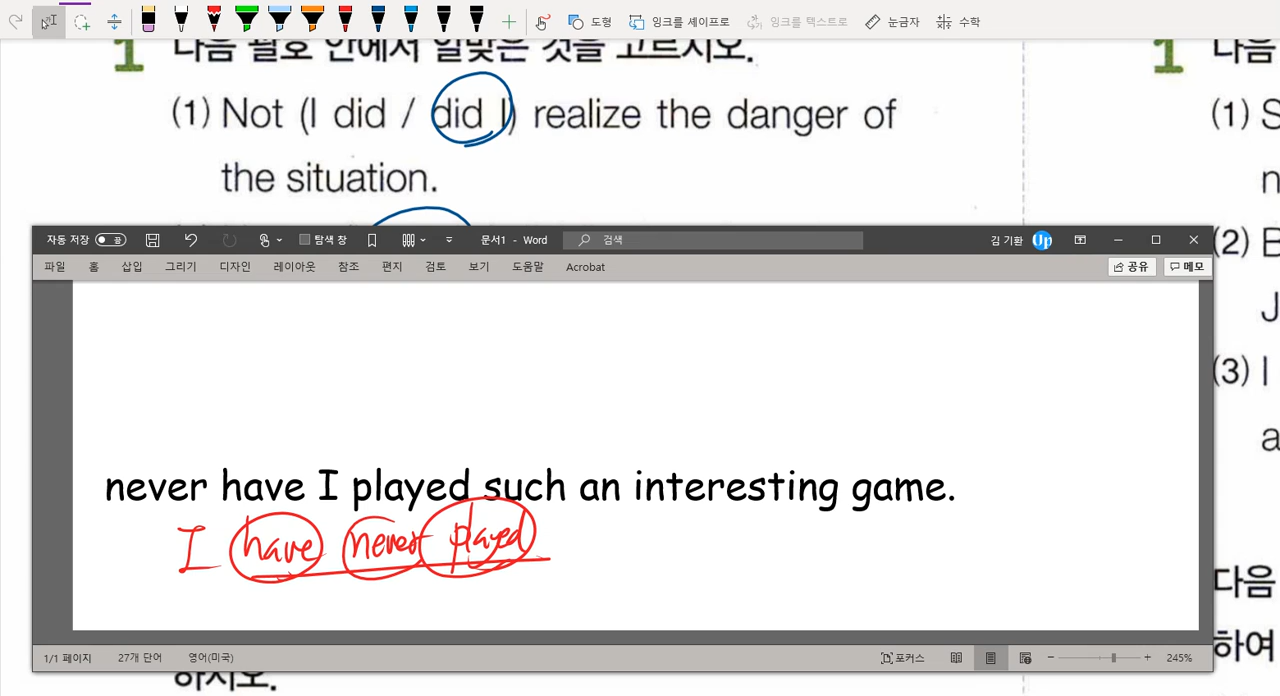 도형 잉크를 셰이프로 잉크를 텍스트로 눈금자 수학
1 다음 괄호 안에서 알맞은 것을 고르시오.
(1) Not (I did / did I) realize the danger of
the situation.
자동 저장 끔 탐색 창 문서1 - Word 검색 김 기환 Up
파일 홈 삽입 그리기 디자인 레이아웃 참조 편지 검토 보기 도움말 Acrobat 공유 메모
never have I played such an interesting game.
I have never played
1/1 페이지 27개 단어 영어(미국) 포커스 245%
하시오.
1 다음
(1) S
n
(2) B
J
(3) I
a
다음
하여